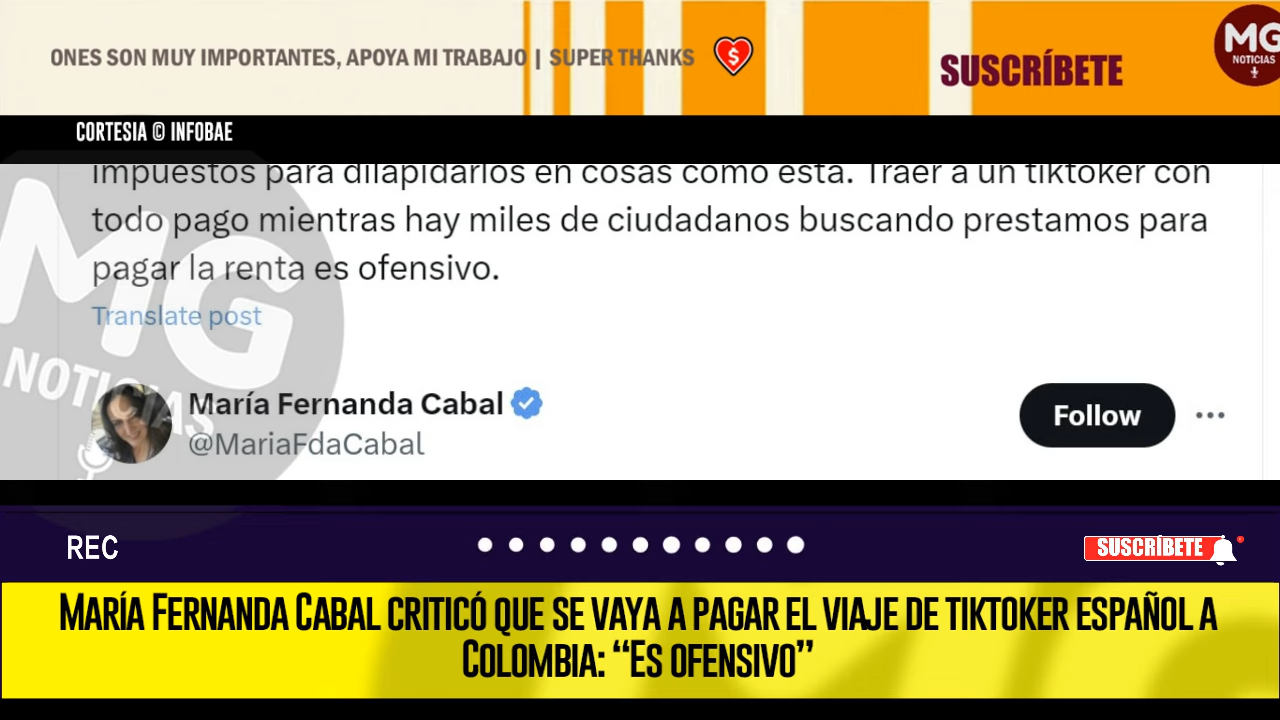 ONES SON MUY IMPORTANTES, APOYA MI TRABAJO | SUPER THANKS
SUSCRÍBETE
MG
NOTICIAS
CORTESIA © INFOBAE
impuestos para dilapidarlos en cosas como esta. Traer a un tiktoker con
todo pago mientras hay miles de ciudadanos buscando prestamos para
pagar la renta es ofensivo.
Translate post
MG
NOTICIAS
María Fernanda Cabal
@MariaFdaCabal
Follow
REC
SUSCRÍBETE
MARÍA FERNANDA CABAL CRITICÓ QUE SE VAYA A PAGAR EL VIAJE DE TIKTOKER ESPAÑOL A
COLOMBIA: “ES OFENSIVO”